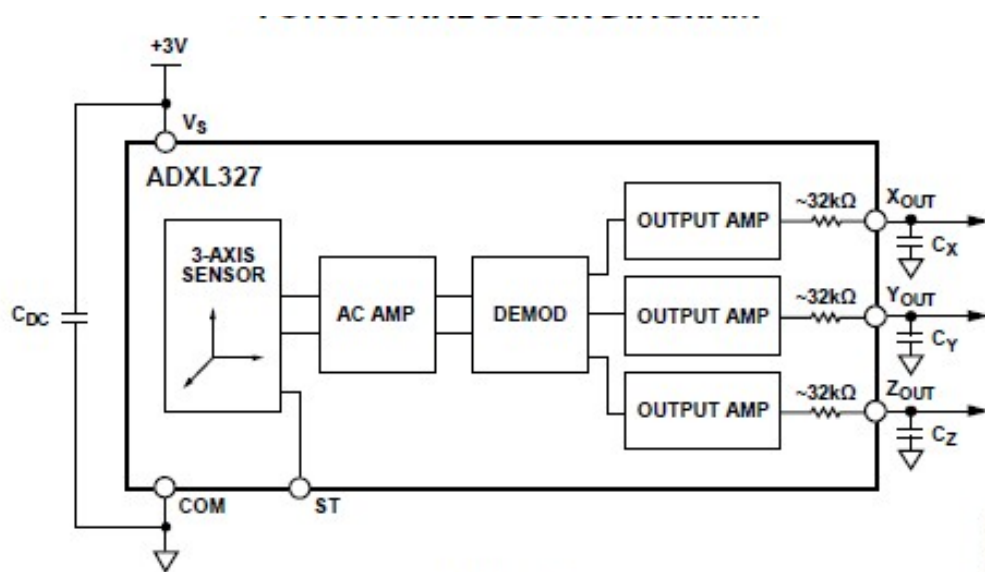 +3V
VS
ADXL327
3-AXIS
SENSOR
AC AMP
DEMOD
OUTPUT AMP
~32kΩ
XOUT
CX
OUTPUT AMP
~32kΩ
YOUT
CY
OUTPUT AMP
~32kΩ
ZOUT
CZ
CDC
COM
ST